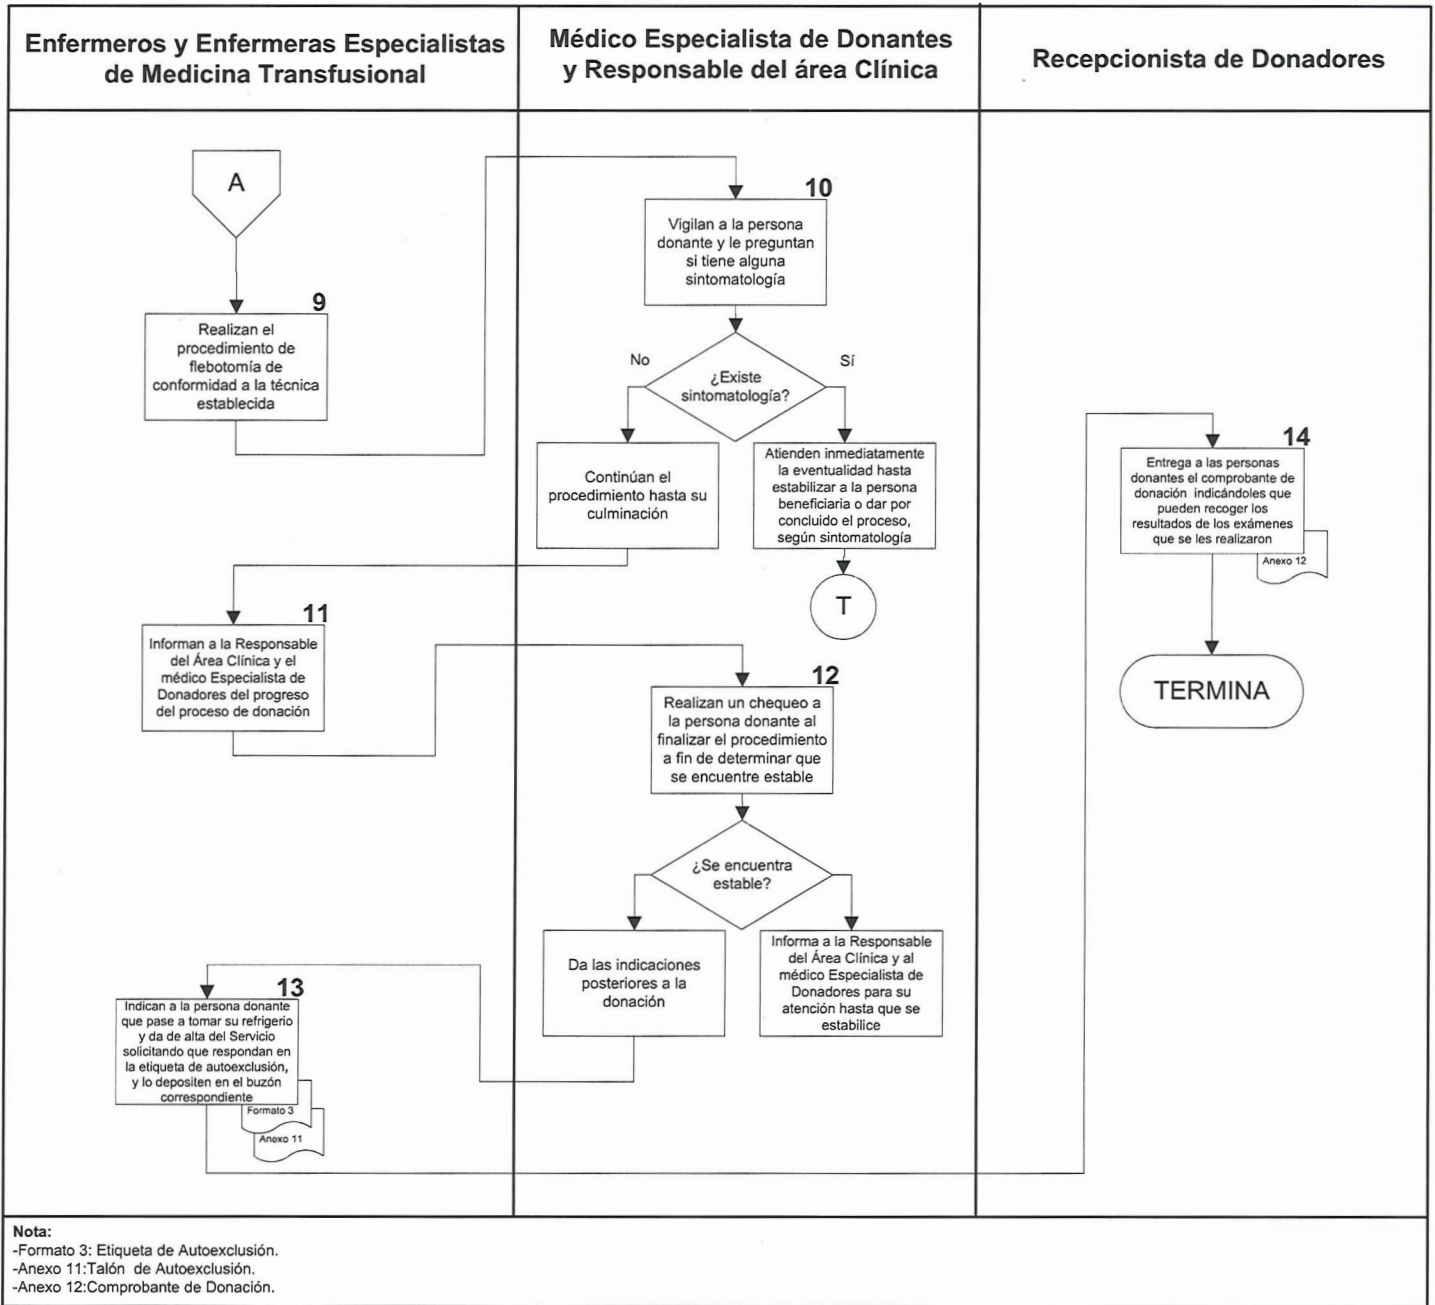 Enfermeros y Enfermeras Especialistas
de Medicina Transfusional
Médico Especialista de Donantes
y Responsable del área Clínica
Recepcionista de Donadores
A
9
Realizan el
procedimiento de
flebotomía de
conformidad a la técnica
establecida
10
Vigilan a la persona
donante y le preguntan
si tiene alguna
sintomatología
No
Sí
¿Existe
sintomatología?
Continúan el
procedimiento hasta su
culminación
Atienden inmediatamente
la eventualidad hasta
estabilizar a la persona
beneficiaria o dar por
concluido el proceso,
según sintomatología
T
11
Informan a la Responsable
del Área Clínica y el
médico Especialista de
Donadores del progreso
del proceso de donación
12
Realizan un chequeo a
la persona donante al
finalizar el procedimiento
a fin de determinar que
se encuentre estable
¿Se encuentra
estable?
Da las indicaciones
posteriores a la
donación
Informa a la Responsable
del Área Clínica y al
médico Especialista de
Donadores para su
atención hasta que se
estabilice
13
Indican a la persona donante
que pase a tomar su refrigerio
y da de alta del Servicio
solicitando que respondan en
la etiqueta de autoexclusión,
y lo depositen en el buzón
correspondiente
Formato 3
Anexo 11
14
Entrega a las personas
donantes el comprobante de
donación indicándoles que
pueden recoger los
resultados de los exámenes
que se les realizaron
Anexo 12
TERMINA
Nota:
-Formato 3: Etiqueta de Autoexclusión.
-Anexo 11:Talón de Autoexclusión.
-Anexo 12:Comprobante de Donación.